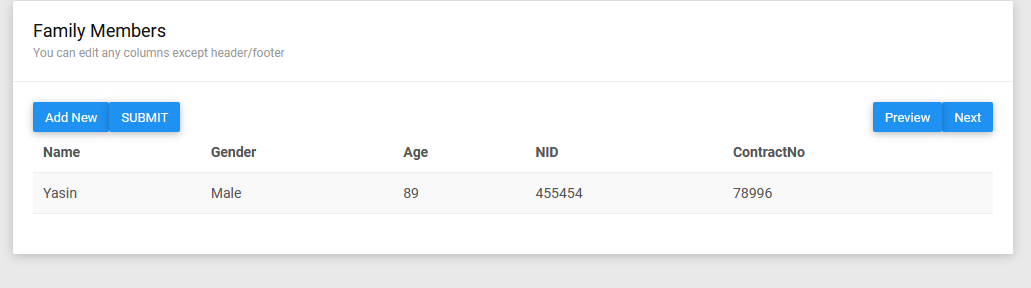 Family Members
You can edit any columns except header/footer
Add New SUBMIT Preview Next
Name Gender Age NID ContractNo
Yasin Male 89 455454 78996